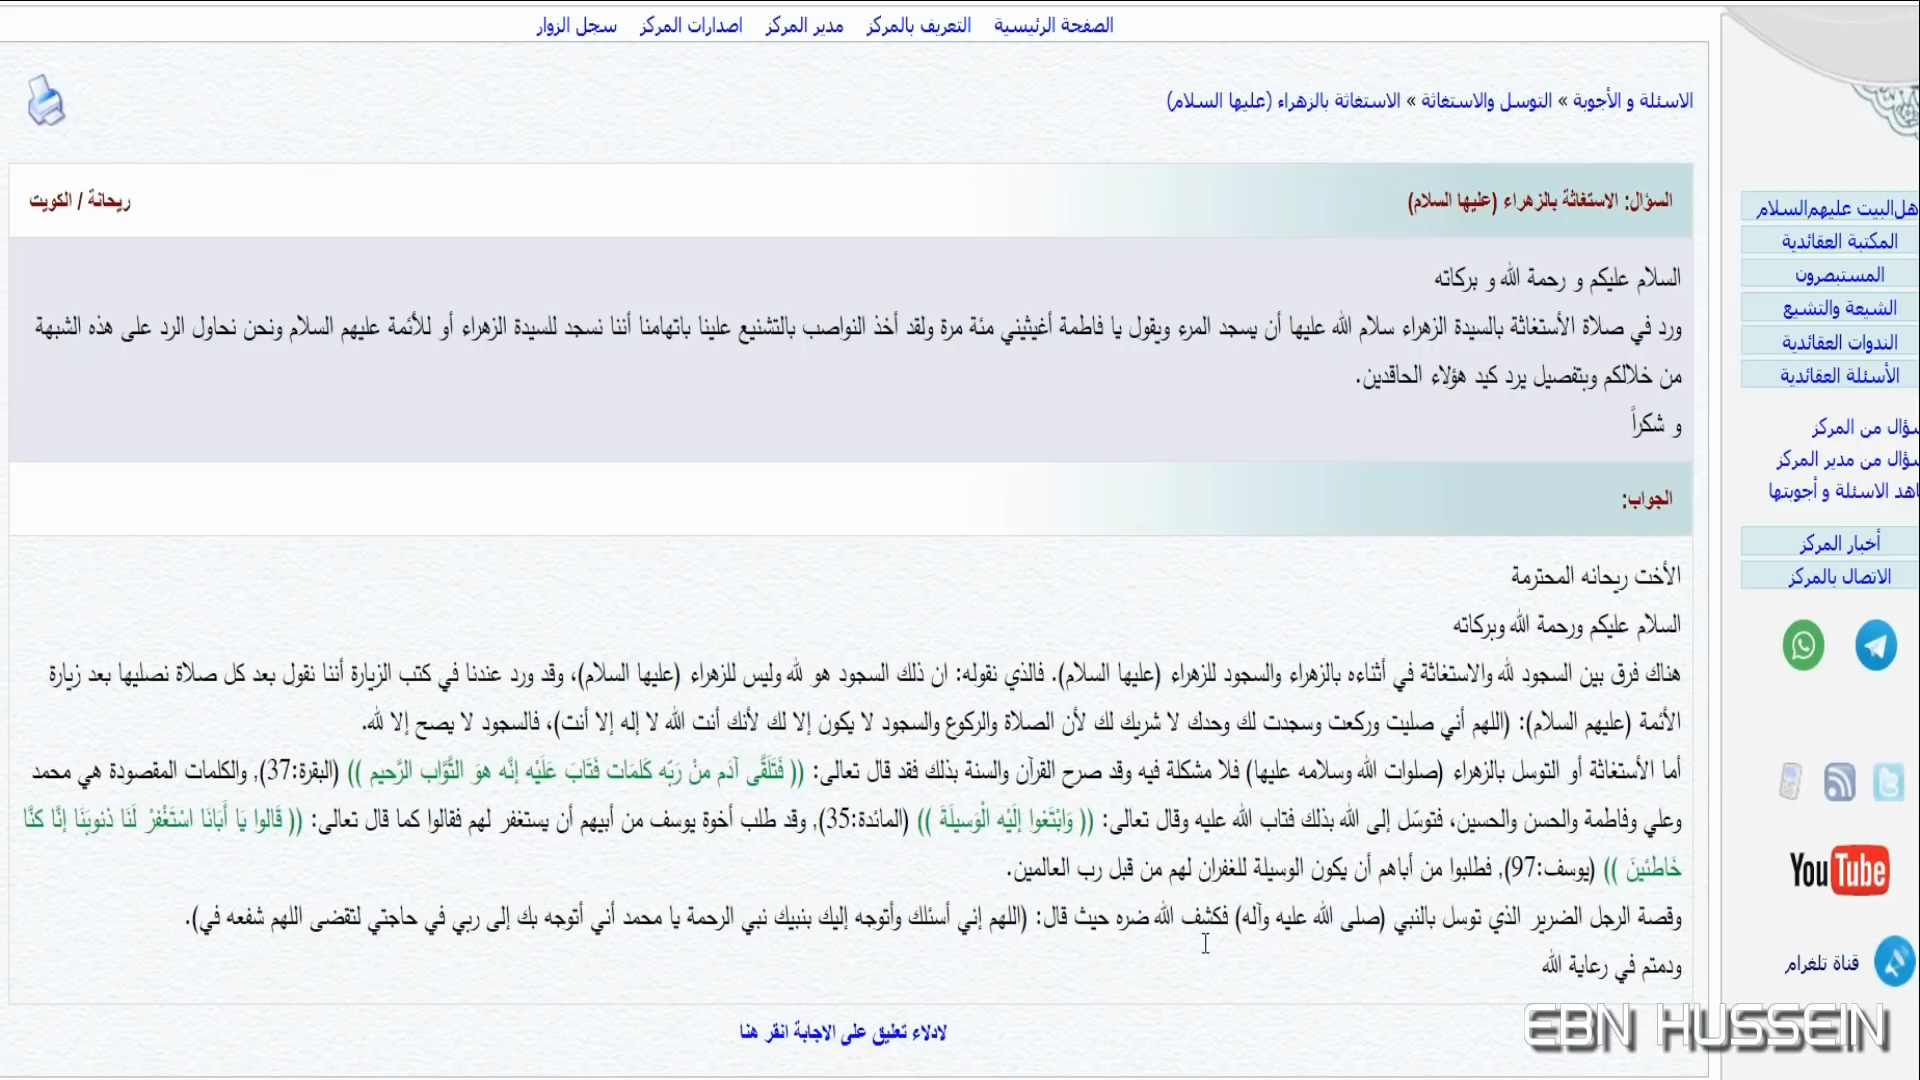 الصفحة الرئيسية التعريف بالمركز مدير المركز اصدارات المركز سجل الزوار
الاسئلة و الأجوبة » التوسل والاستغاثة » الاستغاثة بالزهراء (عليها السلام)
السؤال: الاستغاثة بالزهراء (عليها السلام)
ريحانة / الكويت
السلام عليكم و رحمة الله و بركاته
ورد في صلاة الأستغاثة بالسيدة الزهراء سلام الله عليها أن يسجد المرء ويقول يا فاطمة أغيثيني مئة مرة ولقد أخذ النواصب بالتشنيع علينا باتهامنا أننا نسجد للسيدة الزهراء أو للأئمة عليهم السلام ونحن نحاول الرد على هذه الشبهة
من خلالكم وبتفصيل يرد كيد هؤلاء الحاقدين.
و شكراً
الجواب:
الأخت ريحانه المحترمة
السلام عليكم ورحمة الله وبركاته
هناك فرق بين السجود لله والاستغاثة في أثناءه بالزهراء والسجود للزهراء (عليها السلام). فالذي نقوله: ان ذلك السجود هو لله وليس للزهراء (عليها السلام)، وقد ورد عندنا في كتب الزيارة أننا نقول بعد كل صلاة نصليها بعد زيارة
الأئمة (عليهم السلام): (اللهم أني صليت وركعت وسجدت لك وحدك لا شريك لك لأن الصلاة والركوع والسجود لا يكون إلا لك لأنك أنت الله لا إله إلا أنت)، فالسجود لا يصح إلا لله.
أما الأستغاثة أو التوسل بالزهراء (صلوات الله وسلامه عليها) فلا مشكلة فيه وقد صرح القرآن والسنة بذلك فقد قال تعالى: (( فَتَلَقَّى آدَم منْ رَبّه كَلمَات فَتَابَ عَلَيْه إنَّه هوَ التَّوَّاب الرَّحيم )) (البقرة:37), والكلمات المقصودة هي محمد
وعلي وفاطمة والحسن والحسين، فتوسّل إلى الله بذلك فتاب الله عليه وقال تعالى: (( وَابْتَغوا إلَيْه الْوَسيلَةَ )) (المائدة:35), وقد طلب أخوة يوسف من أبيهم أن يستغفر لهم فقالوا كما قال تعالى: (( قَالوا يَا أَبَانَا اسْتَغْفرْ لَنَا ذنوبَنَا إنَّا كنَّا
خَاطئينَ )) (يوسف:97), فطلبوا من أباهم أن يكون الوسيلة للغفران لهم من قبل رب العالمين.
وقصة الرجل الضرير الذي توسل بالنبي (صلى الله عليه وآله) فكشف الله ضره حيث قال: (اللهم إني أسئلك وأتوجه إليك بنبيك نبي الرحمة يا محمد أني أتوجه بك إلى ربي في حاجتي لتقضى اللهم شفعه في).
ودمتم في رعاية الله
لادلاء تعليق على الاجابة انقر هنا
عليهم السلام
المكتبة العقائدية
المستبصرون
الشيعة والتشيع
الندوات العقائدية
الأسئلة العقائدية
من المركز
من مدير المركز
الاسئلة و أجوبتها
أخبار المركز
الاتصال بالمركز
YouTube
قناة تلغرام
EBN HUSSEIN